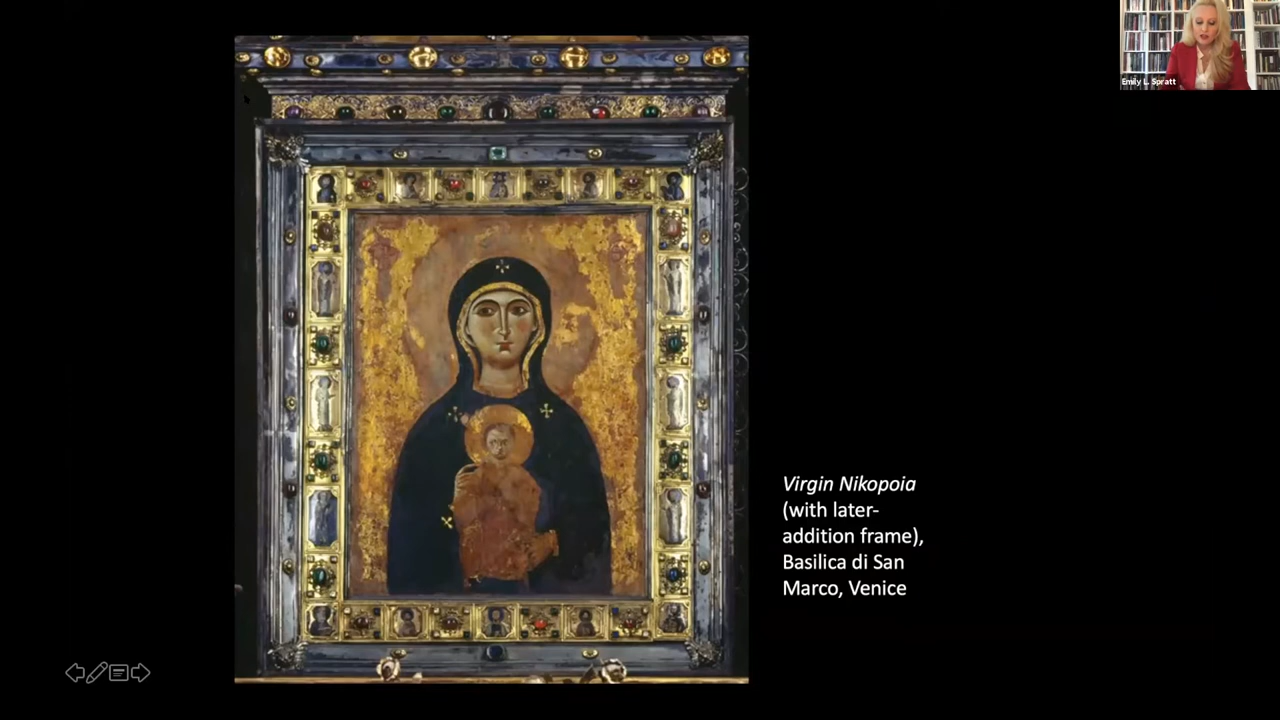 Emily L. Spratt
Virgin Nikopoia
(with later-
addition frame),
Basilica di San
Marco, Venice